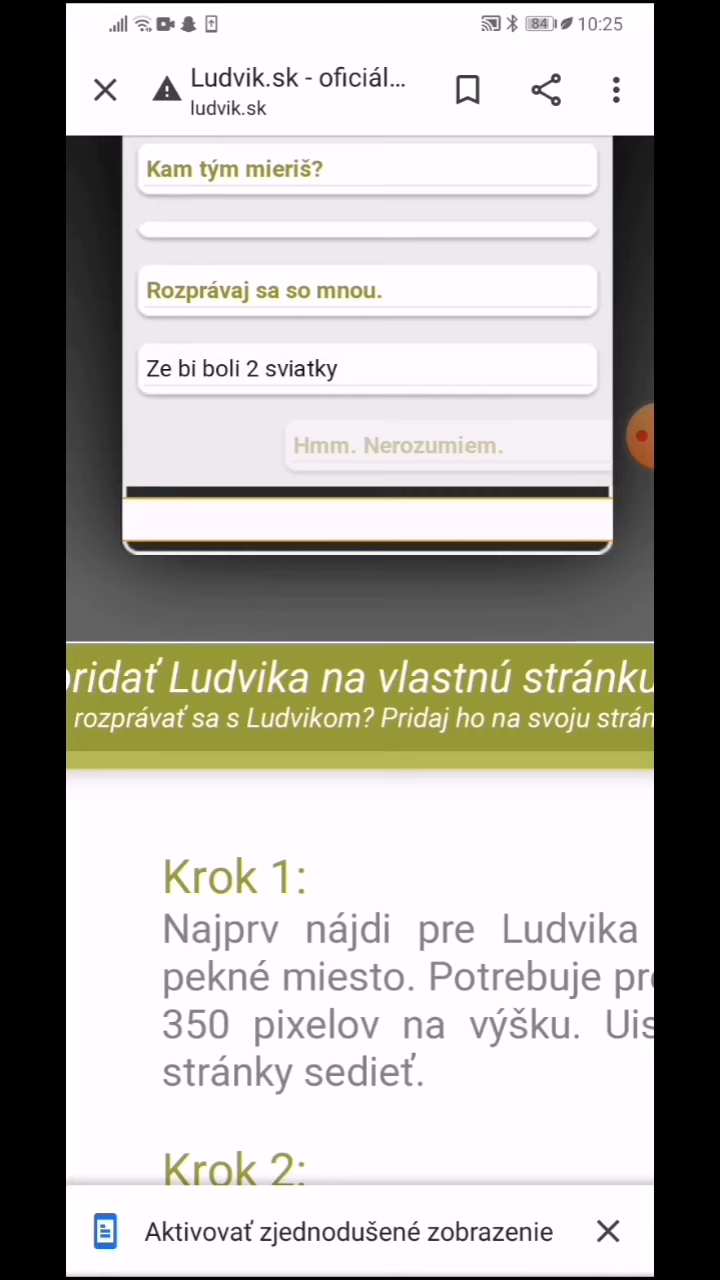 84 10:25
Ludvik.sk - oficiál...
ludvik.sk
Kam tým mieriš?
Rozprávaj sa so mnou.
Ze bi boli 2 sviatky
Hmm. Nerozumiem.
ridať Ludvika na vlastnú stránku
rozprávať sa s Ludvikom? Pridaj ho na svoju strán
Krok 1:
Najprv nájdi pre Ludvika
pekné miesto. Potrebuje pre
350 pixelov na výšku. Uis
stránky sedieť.
Krok 2:
Aktivovať zjednodušené zobrazenie